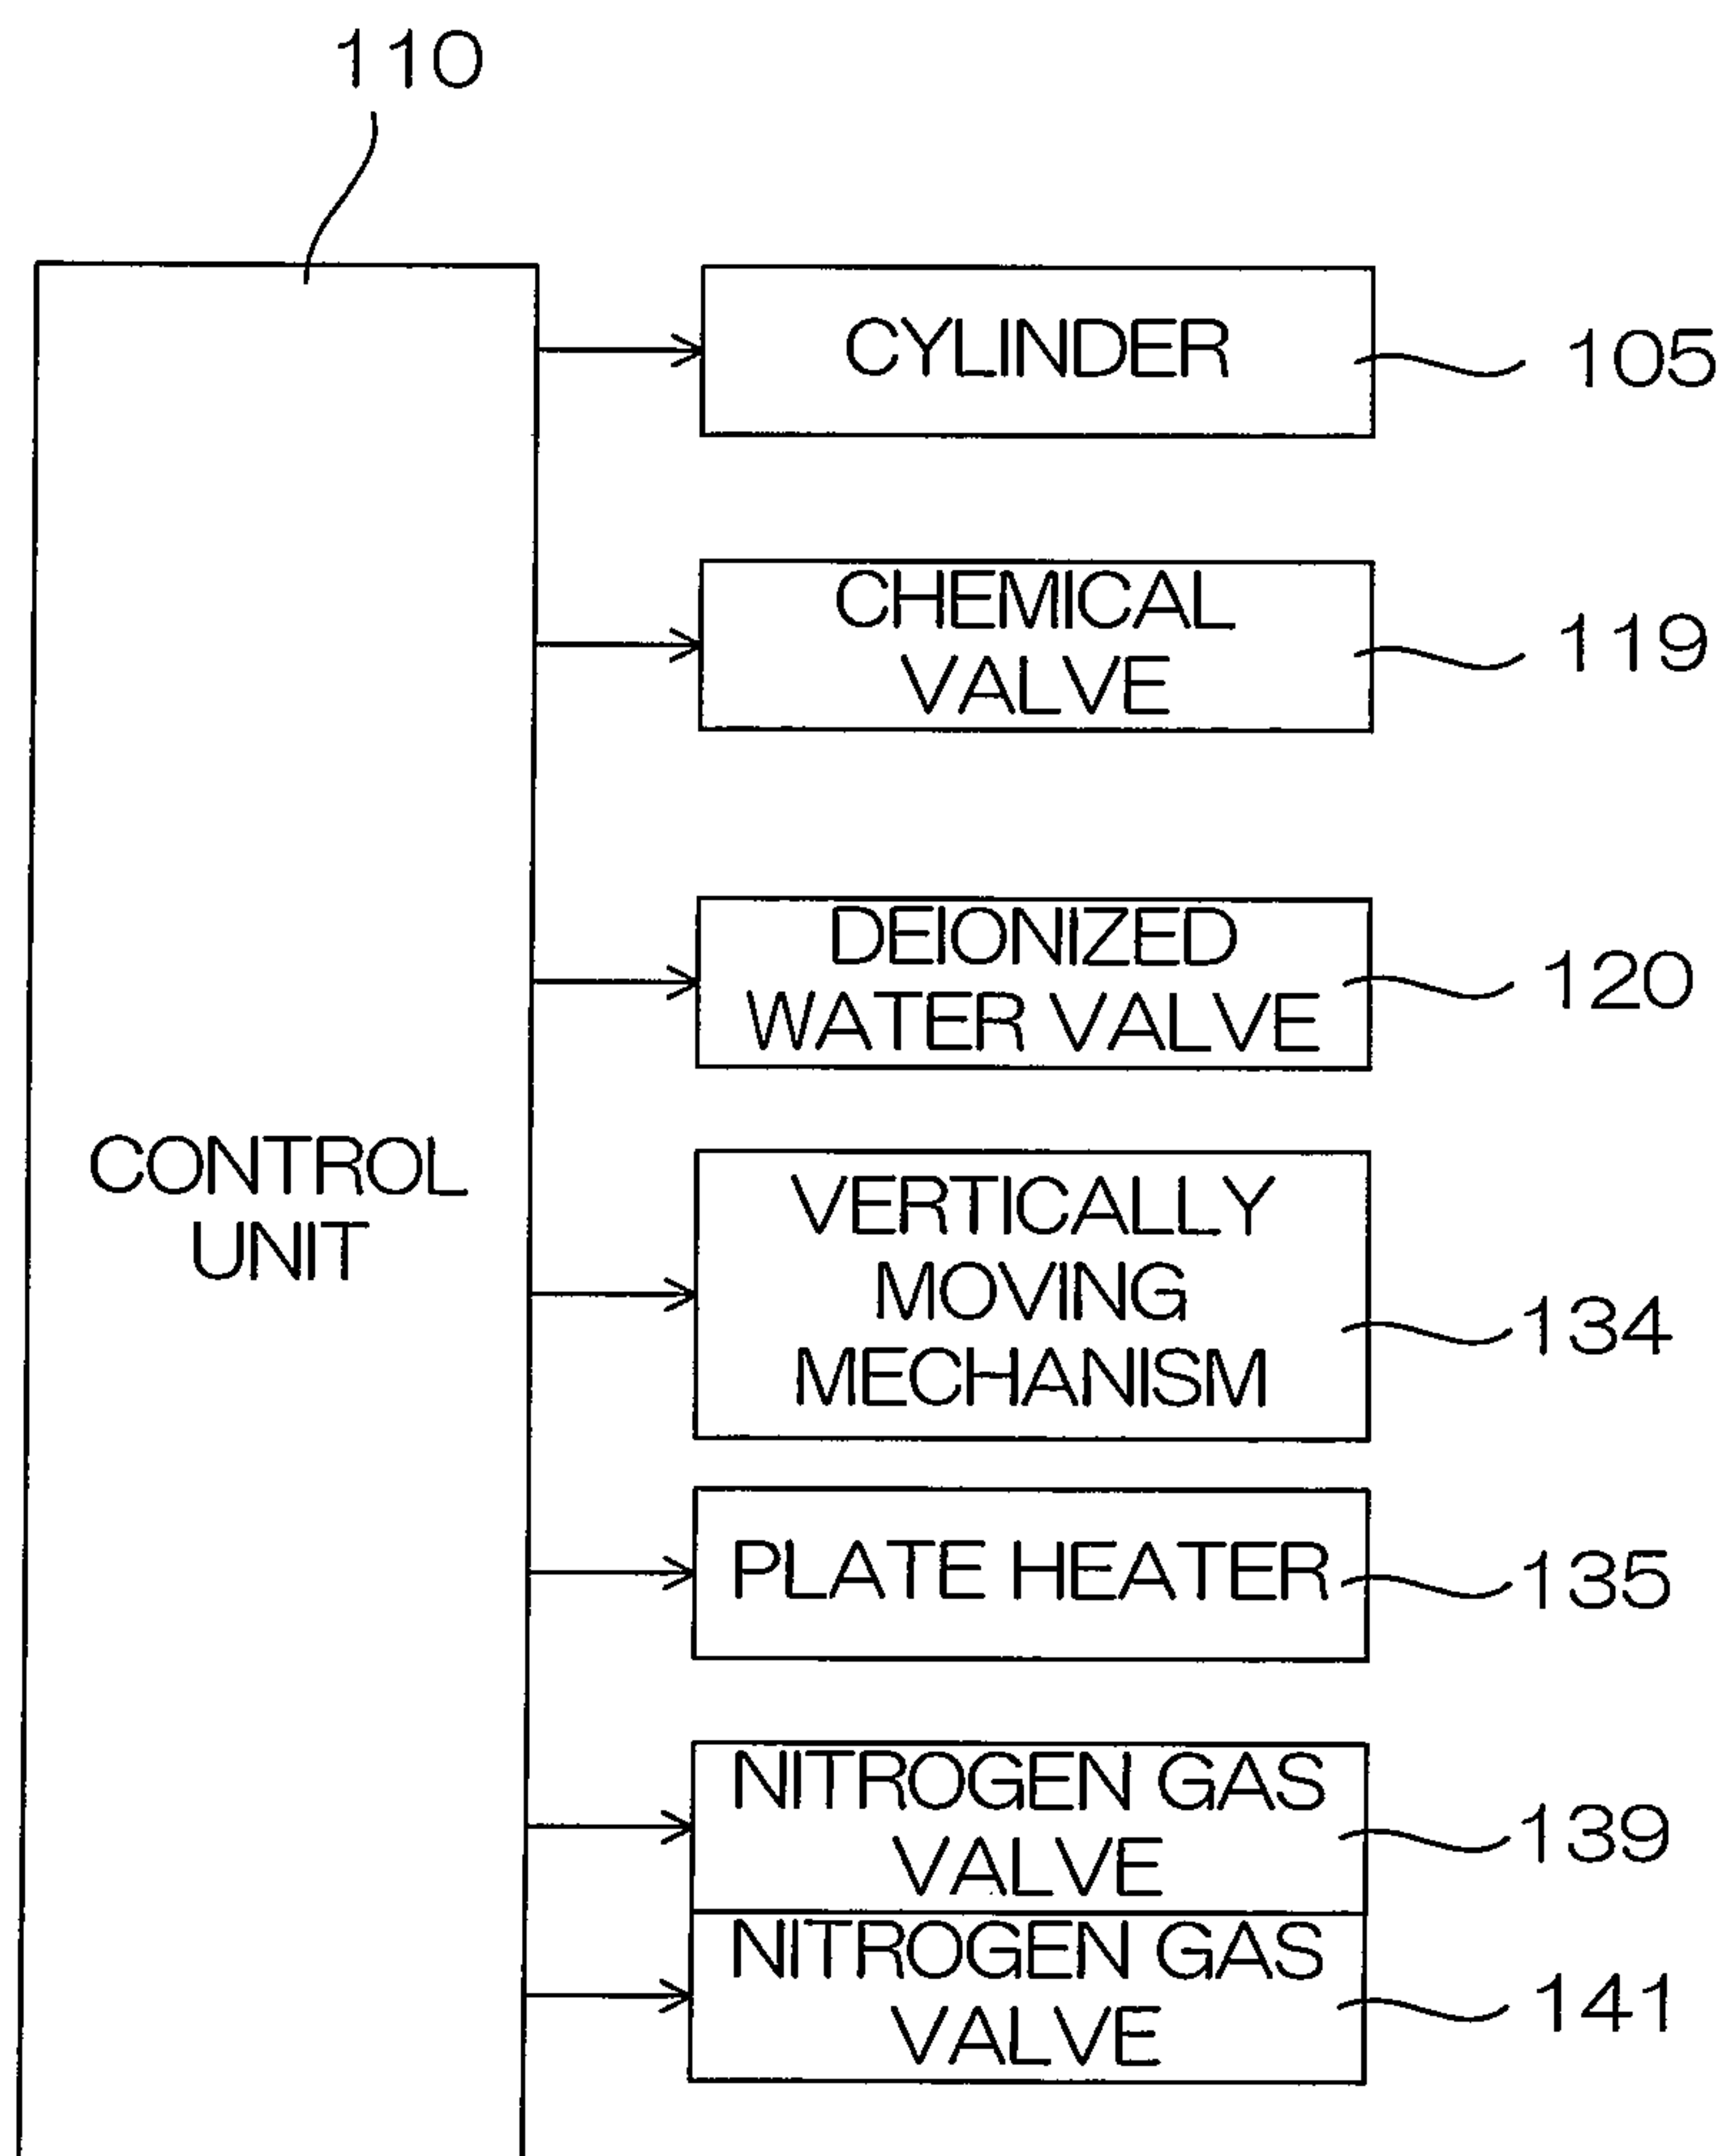 110
CYLINDER
105
CHEMICAL
VALVE
119
DEIONIZED
WATER VALVE
120
CONTROL
UNIT
VERTICALLY
MOVING
MECHANISM
134
PLATE HEATER
135
NITROGEN GAS
VALVE
139
NITROGEN GAS
VALVE
141